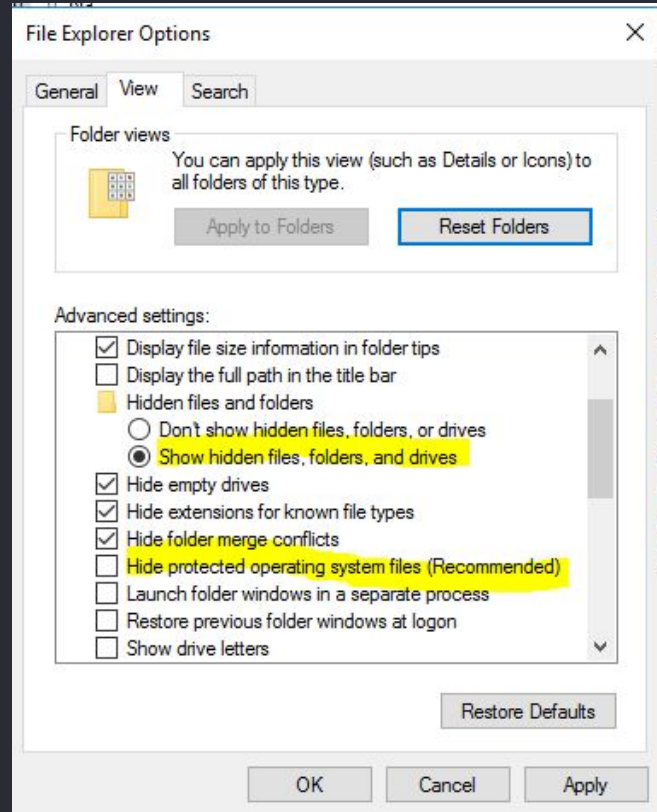 File Explorer Options
General View Search
Folder views
You can apply this view (such as Details or Icons) to
all folders of this type.
Apply to Folders Reset Folders
Advanced settings:
Display file size information in folder tips
Display the full path in the title bar
Hidden files and folders
Don't show hidden files, folders, or drives
Show hidden files, folders, and drives
Hide empty drives
Hide extensions for known file types
Hide folder merge conflicts
Hide protected operating system files (Recommended)
Launch folder windows in a separate process
Restore previous folder windows at logon
Show drive letters
Restore Defaults
OK Cancel Apply